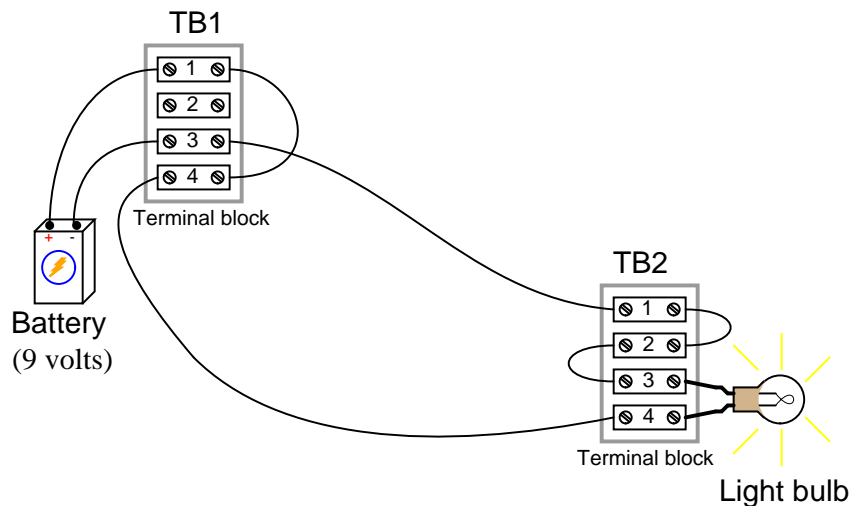 TB1
1
2
3
4
Terminal block
+ -
Battery
(9 volts)
TB2
1
2
3
4
Terminal block
Light bulb